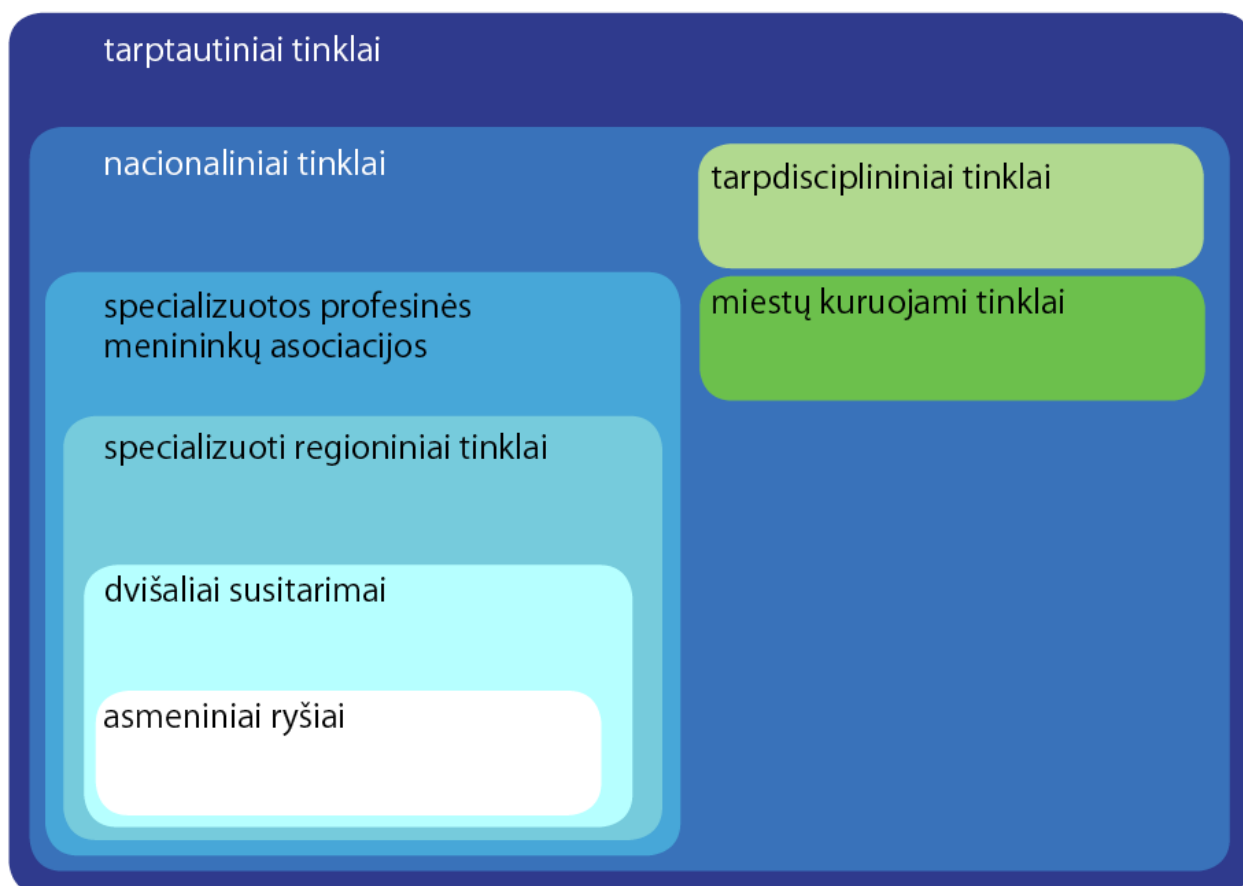 tarptautiniai tinklai
nacionaliniai tinklai
tarpdisciplininiai tinklai
specializuotos profesinės
menininkų asociacijos
miestų kuruojami tinklai
specializuoti regioniniai tinklai
dvišaliai susitarimai
asmeniniai ryšiai